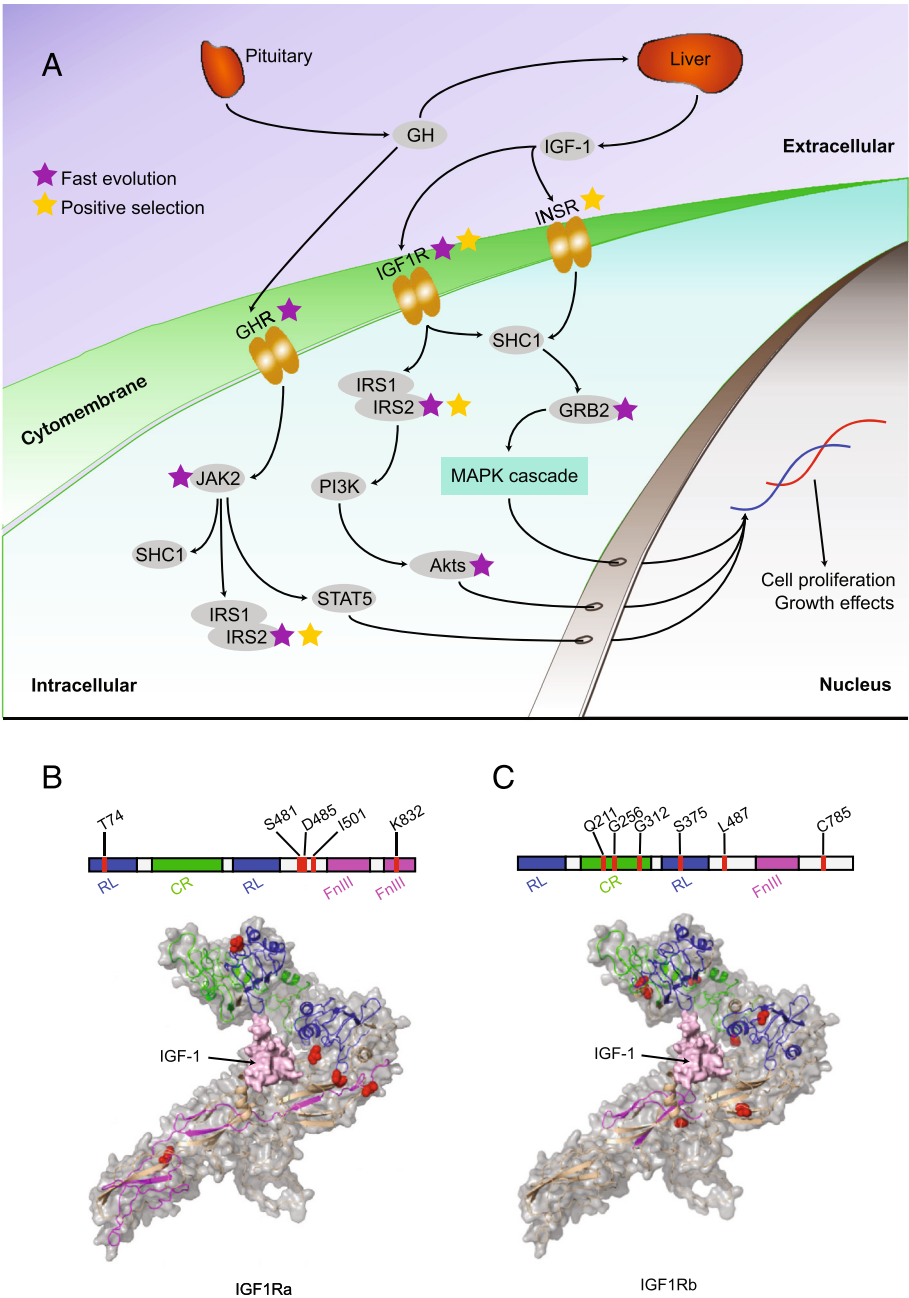 A
Pituitary
Liver
GH
IGF-1
Extracellular
Fast evolution
Positive selection
INSR
IGF1R
GHR
SHC1
Cytomembrane
IRS1
IRS2
GRB2
JAK2
PI3K
MAPK cascade
SHC1
Akts
Cell proliferation
Growth effects
STAT5
IRS1
IRS2
Intracellular
Nucleus
B
T74
S481
D485
I501
K832
RL
CR
RL
FnIII
FnIII
IGF-1
IGF1Ra
C
Q211
G256
G312
S375
L487
C785
RL
CR
RL
FnIII
IGF-1
IGF1Rb